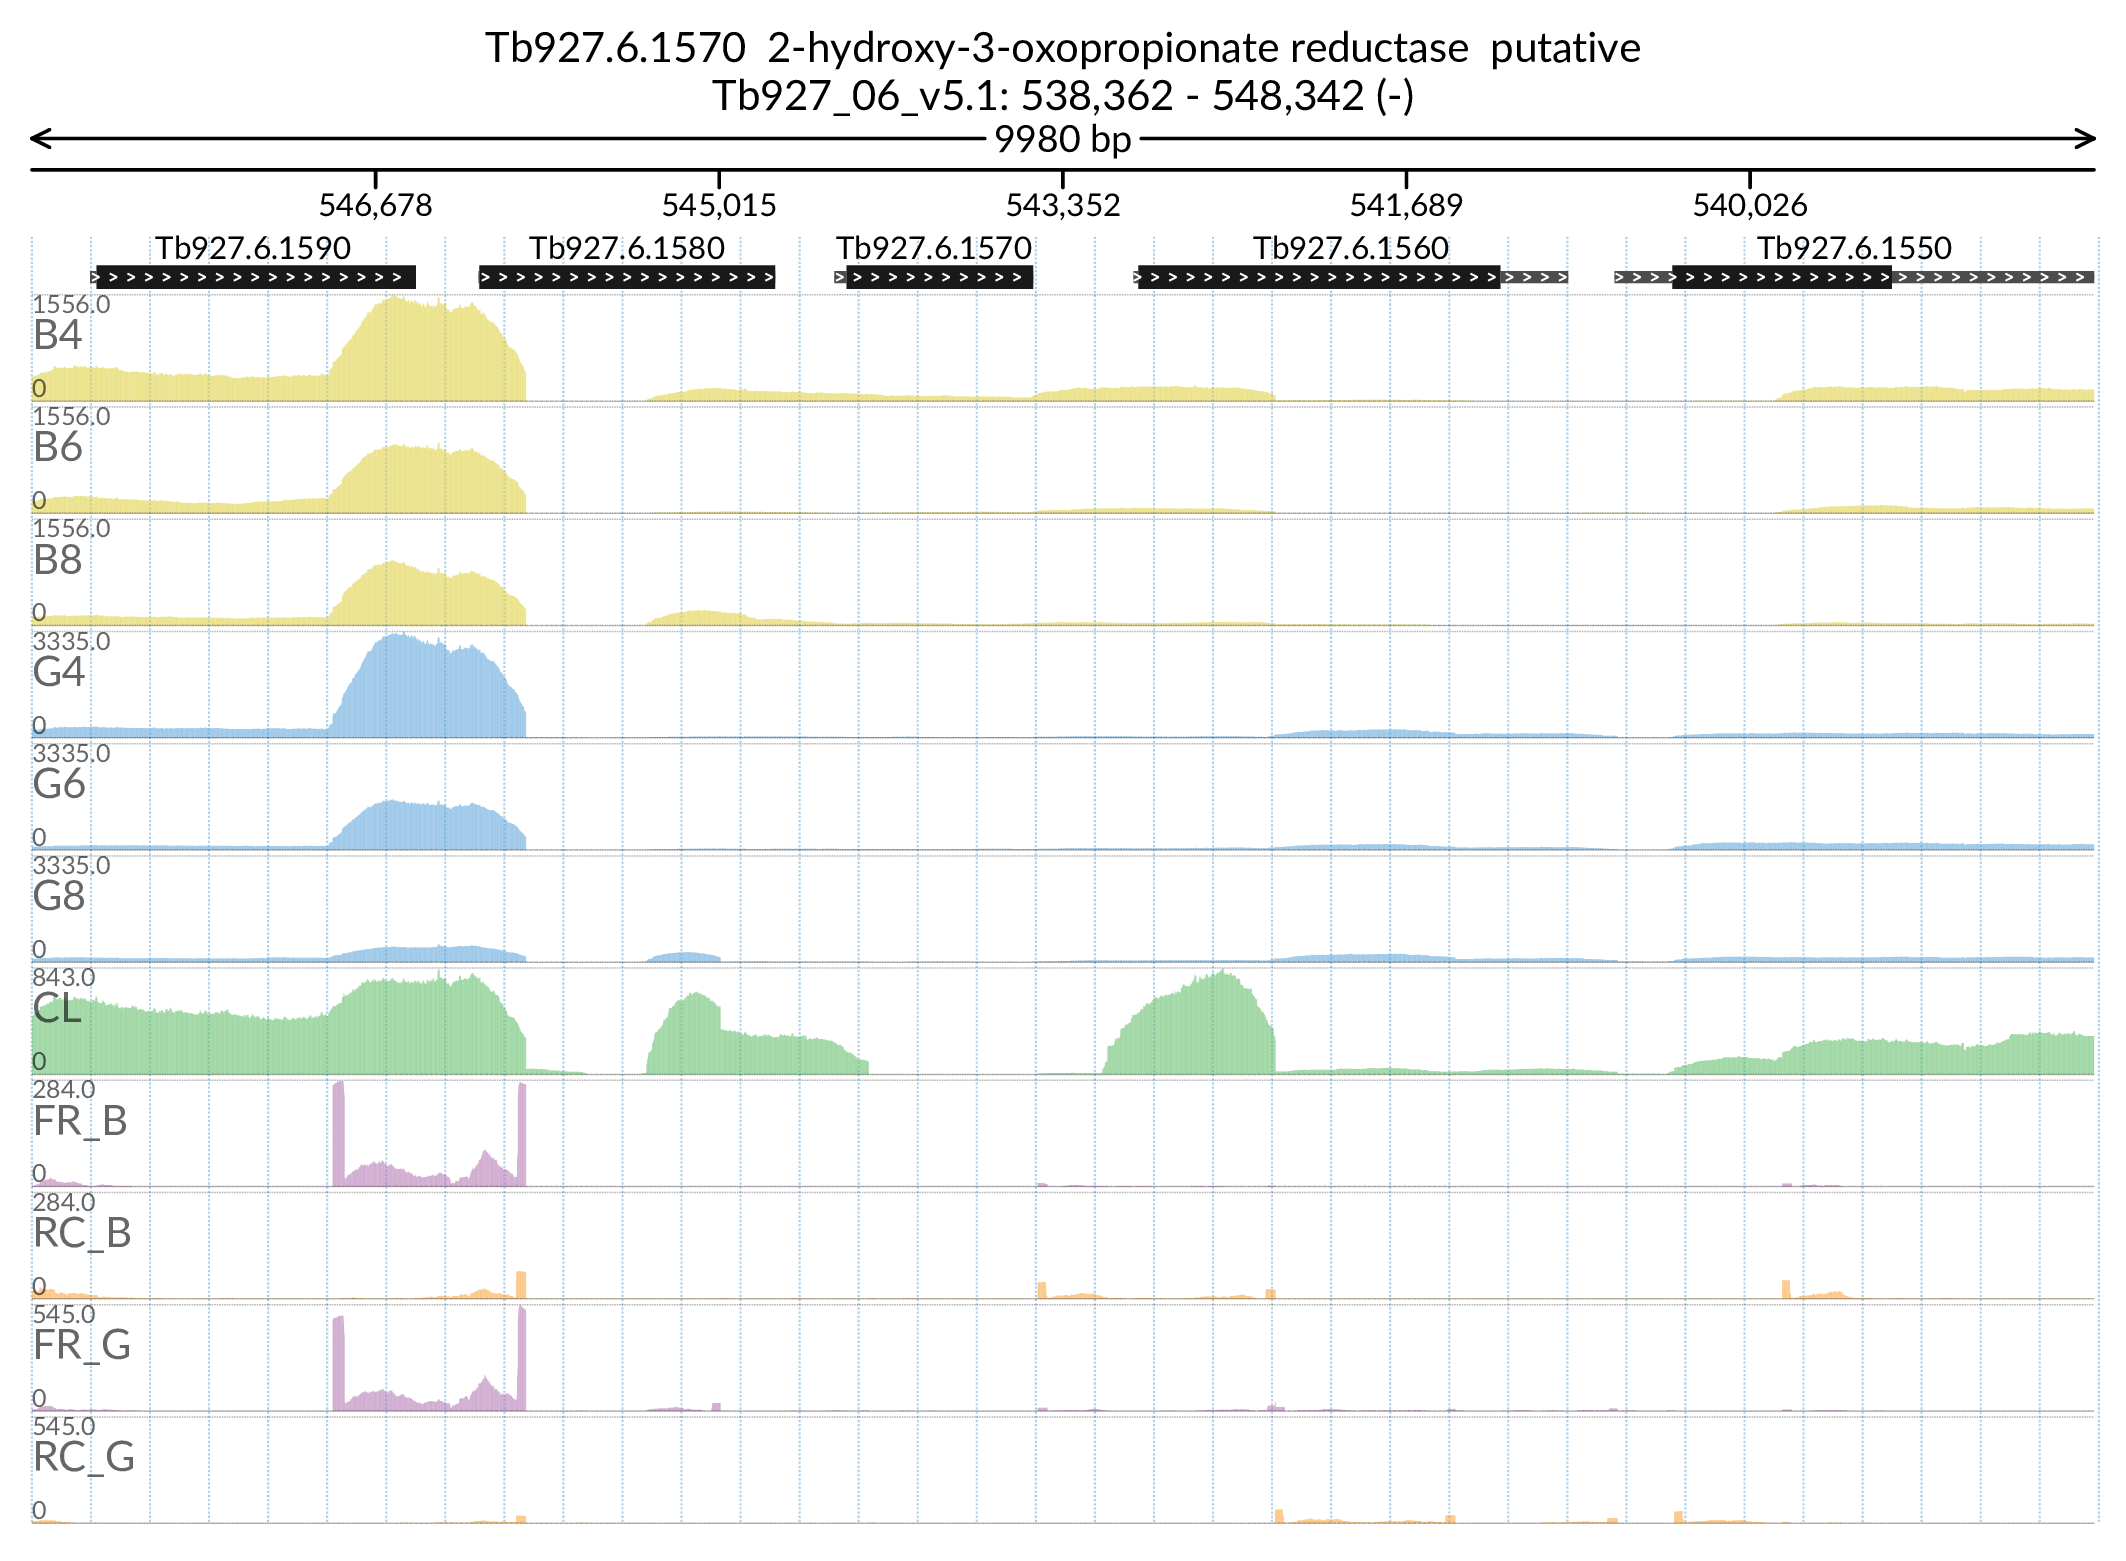 Tb927.6.1570  2-hydroxy-3-oxopropionate reductase  putative
Tb927_06_v5.1: 538,362 - 548,342 (-)
9980 bp
546,678 545,015 543,352 541,689 540,026
Tb927.6.1590 Tb927.6.1580 Tb927.6.1570 Tb927.6.1560 Tb927.6.1550
1556.0
B4
0
1556.0
B6
0
1556.0
B8
0
3335.0
G4
0
3335.0
G6
0
3335.0
G8
0
843.0
CL
0
284.0
FR_B
0
284.0
RC_B
0
545.0
FR_G
0
545.0
RC_G
0